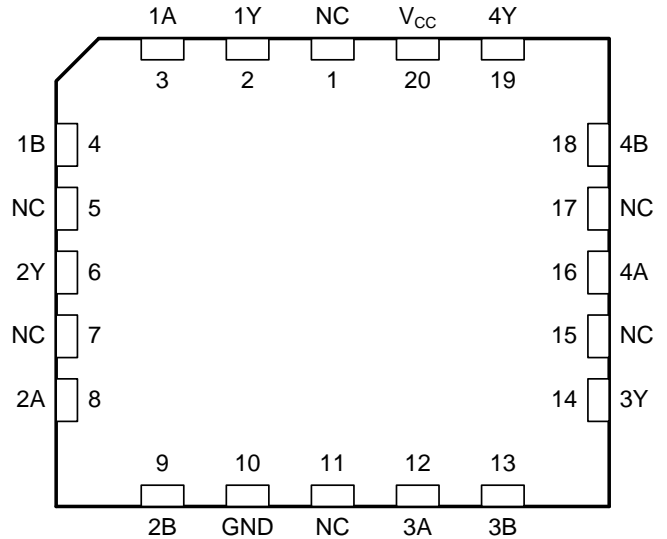 1A 1Y NC VCC 4Y
3 2 1 20 19
1B 4 18 4B
NC 5 17 NC
2Y 6 16 4A
NC 7 15 NC
2A 8 14 3Y
9 10 11 12 13
2B GND NC 3A 3B